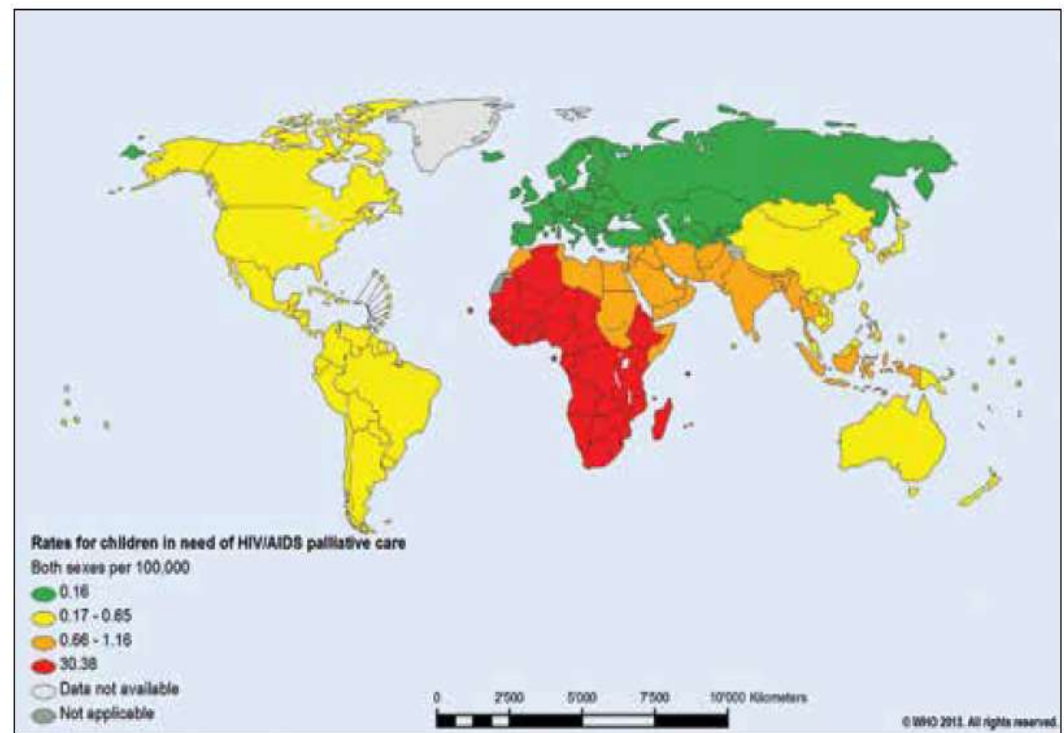 Rates for children in need of HIV/AIDS palliative care
Both sexes per 100,000
0.16
0.17 - 0.65
0.66 - 1.16
30.38
Data not available
Not applicable
0 2'500 5'000 7'500 10'000 Kilometers
© WHO 2013. All rights reserved.